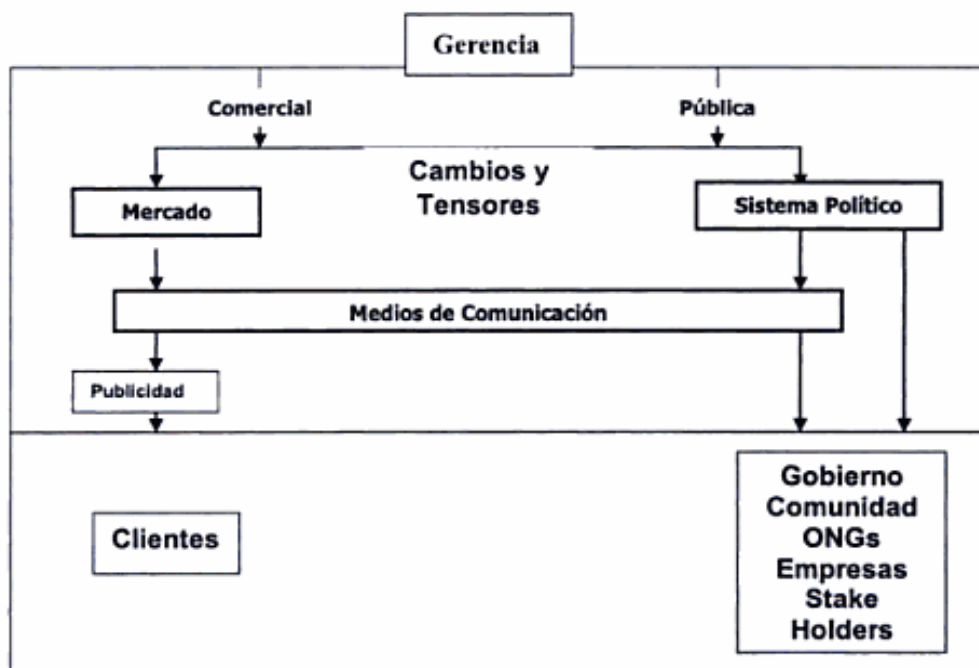 Gerencia
Comercial
Pública
Cambios y
Tensores
Mercado
Sistema Político
Medios de Comunicación
Publicidad
Clientes
Gobierno
Comunidad
ONGs
Empresas
Stake
Holders